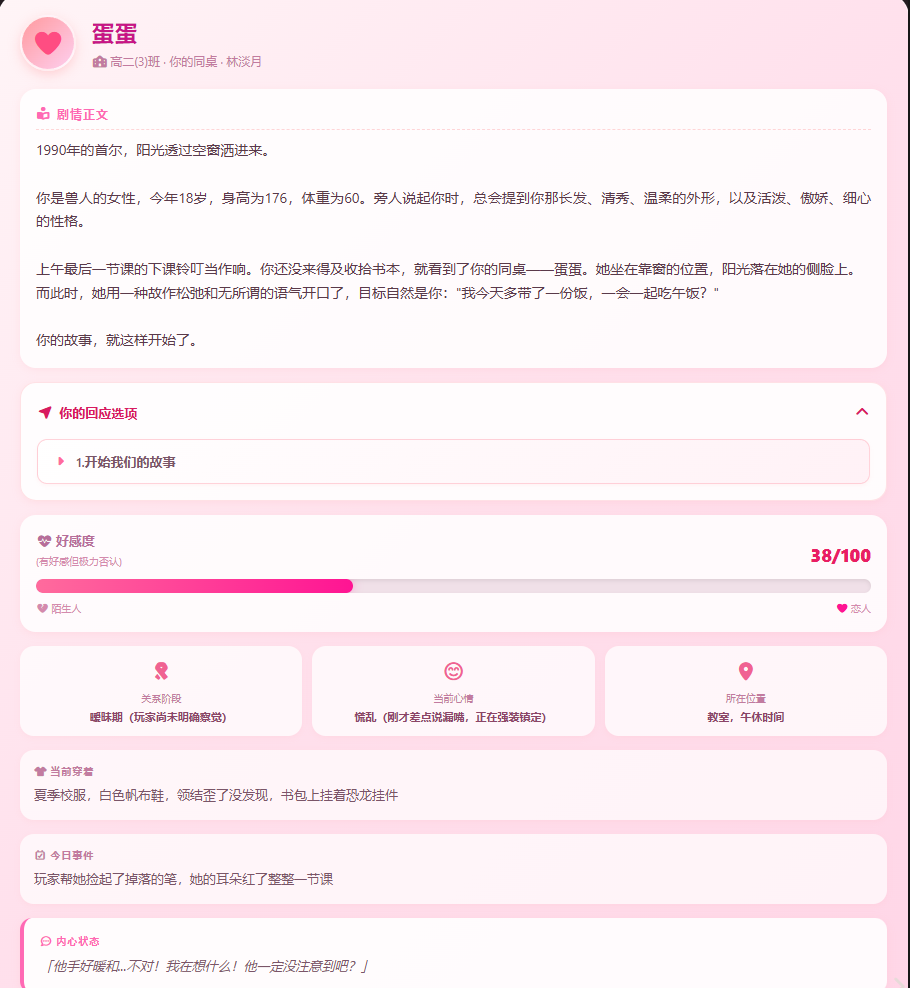 蛋蛋
高二(3)班 · 你的同桌 · 林淡月
剧情正文
1990年的首尔，阳光透过空窗洒进来。
你是兽人的女性，今年18岁，身高为176，体重为60。旁人说起你时，总会提到你那长发、清秀、温柔的外形，以及活泼、傲娇、细心
的性格。
上午最后一节课的下课铃叮当作响。你还没来得及收拾书本，就看到了你的同桌——蛋蛋。她坐在靠窗的位置，阳光落在她的侧脸上。
而此时，她用一种故作松弛和无所谓的语气开口了，目标自然是你："我今天多带了一份饭，一会一起吃午饭？"
你的故事，就这样开始了。
你的回应选项
1.开始我们的故事
好感度
(有好感但极力否认)
38/100
陌生人
恋人
关系阶段
暧昧期（玩家尚未明确察觉）
当前心情
慌乱（刚才差点说漏嘴，正在强装镇定）
所在位置
教室，午休时间
当前穿着
夏季校服，白色帆布鞋，领结歪了没发现，书包上挂着恐龙挂件
今日事件
玩家帮她捡起了掉落的笔，她的耳朵红了整整一节课
内心状态
「他手好暖和...不对！我在想什么！他一定没注意到吧？」